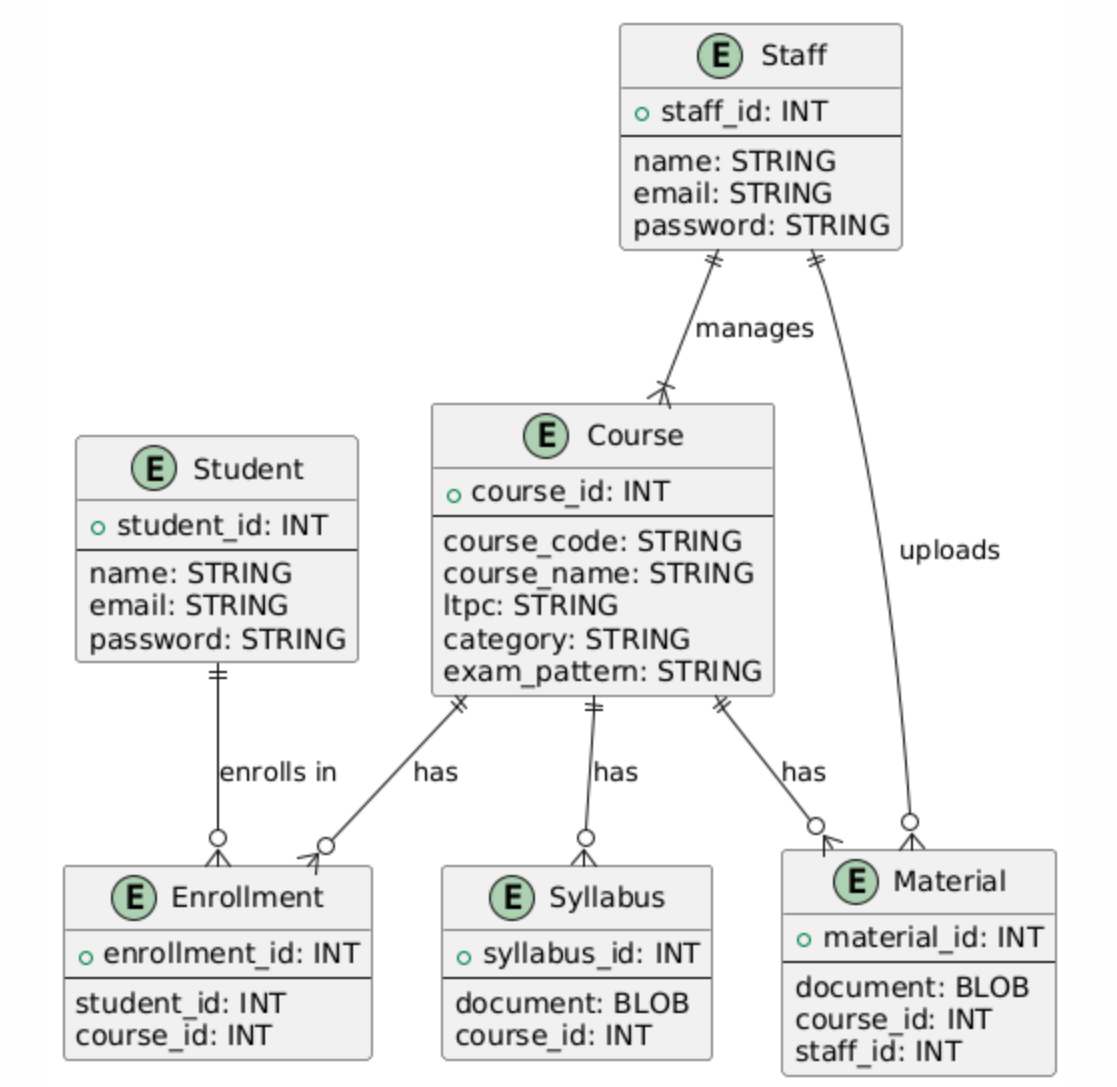 E Staff
staff_id: INT
name: STRING
email: STRING
password: STRING
manages
uploads
E Student
student_id: INT
name: STRING
email: STRING
password: STRING
E Course
course_id: INT
course_code: STRING
course_name: STRING
ltpc: STRING
category: STRING
exam_pattern: STRING
enrolls in
has
has
has
E Enrollment
enrollment_id: INT
student_id: INT
course_id: INT
E Syllabus
syllabus_id: INT
document: BLOB
course_id: INT
E Material
material_id: INT
document: BLOB
course_id: INT
staff_id: INT